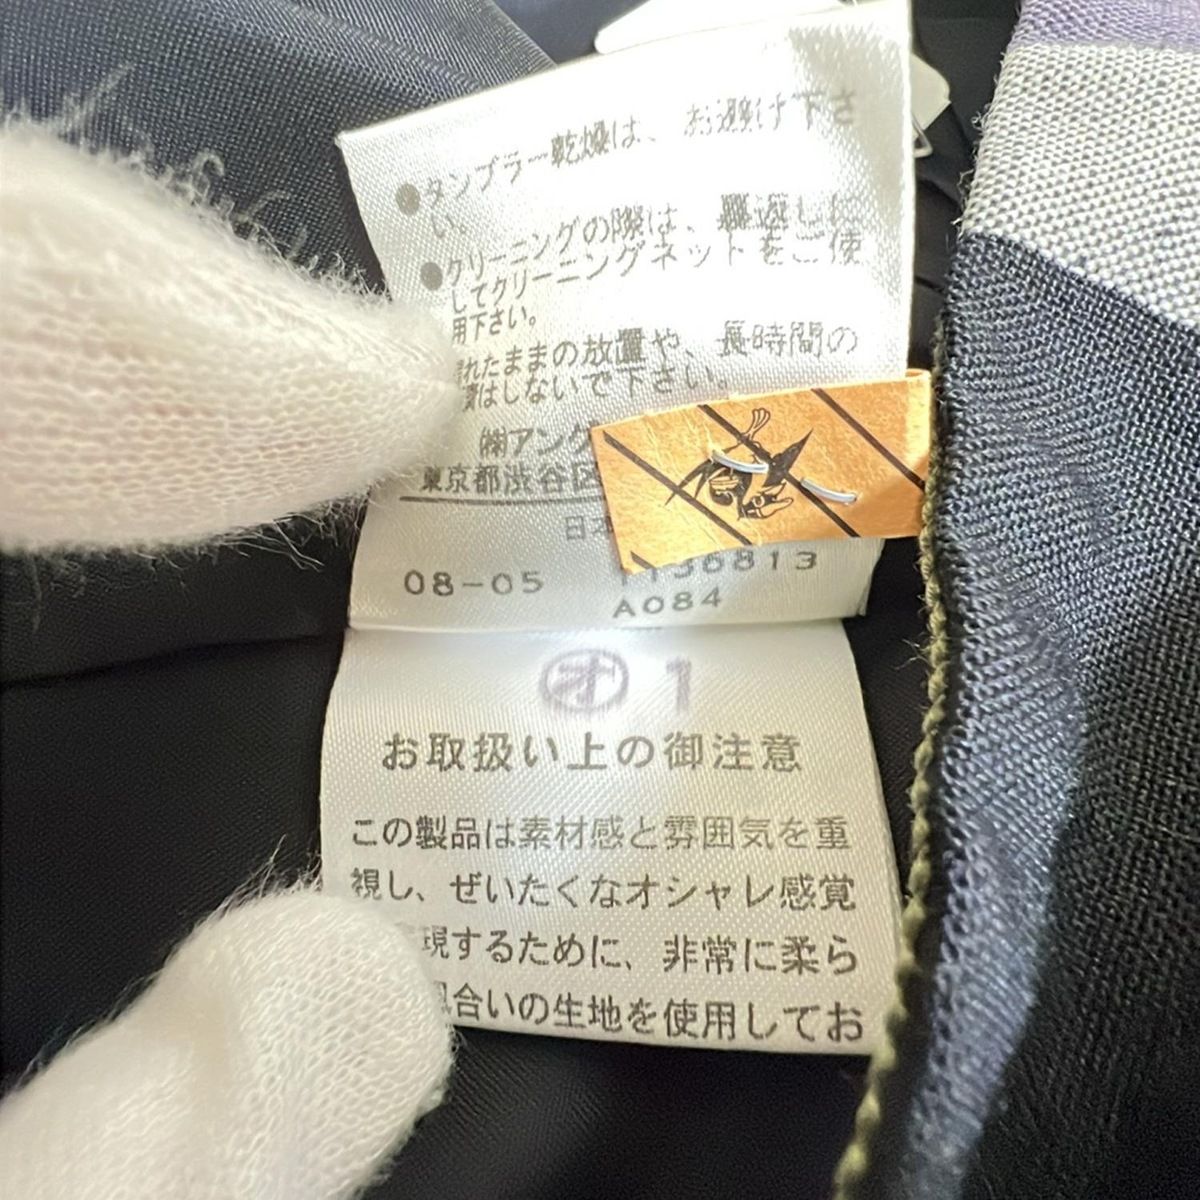 ●タンブラー乾燥は、お避け下さ
い。
●クリーニングの際は、裏返しに
してクリーニングネットをご使
用下さい。
れたままの放置や、長時間の
はしないで下さい。
㈱アング
東京都渋谷区
日本
08-05 1136813
A084
㋔1
お取扱い上の御注意
この製品は素材感と雰囲気を重
視し、ぜいたくなオシャレ感覚
現するために、非常に柔ら
風合いの生地を使用してお